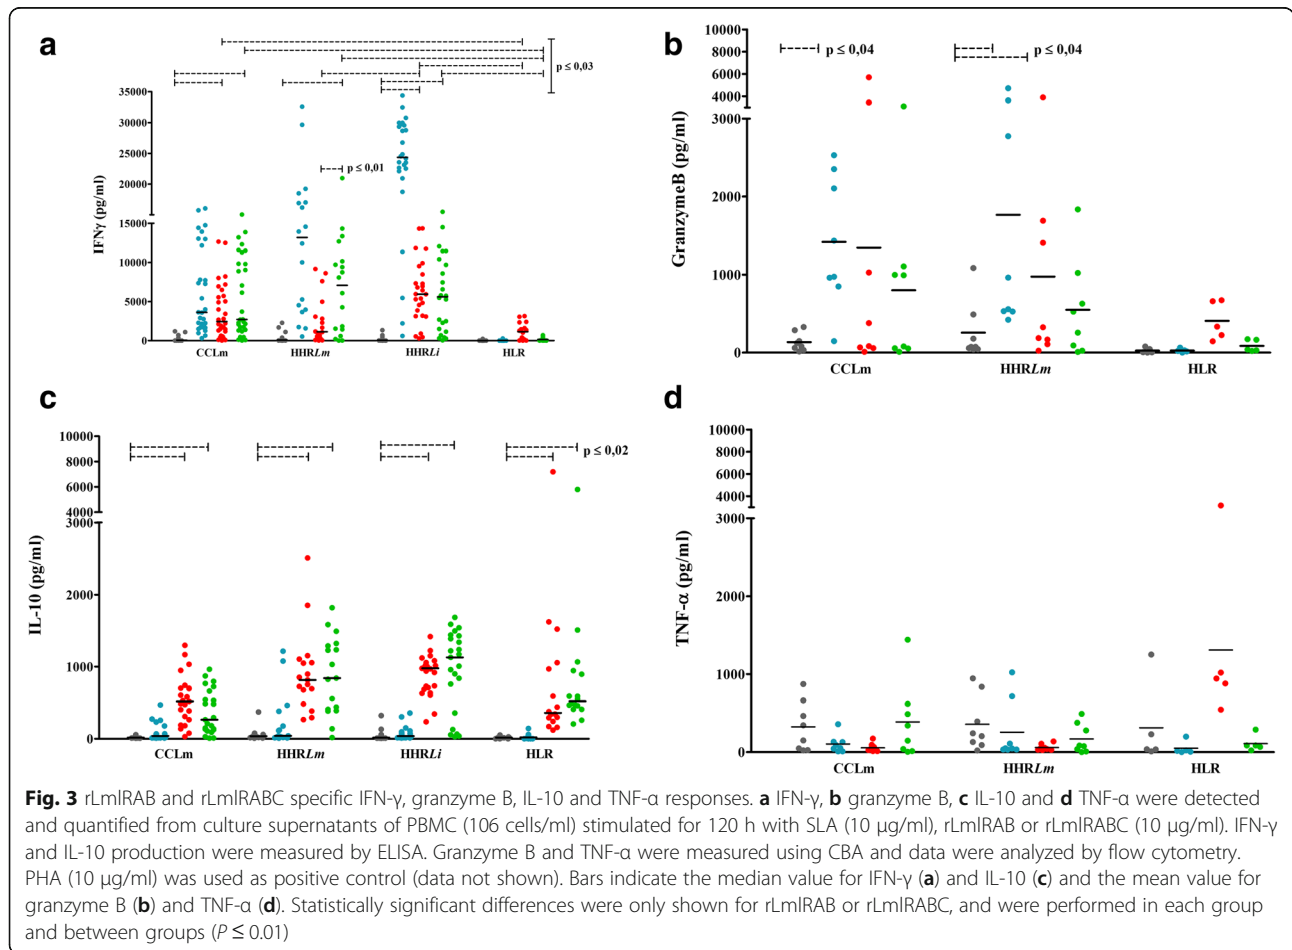 a
p ≤ 0,03
35000
30000
25000
20000
15000
10000
5000
0
IFNγ
(pg/ml)
p ≤ 0,01
CCLm HHRLm HHRLi HLR
b
p ≤ 0,04 p ≤ 0,04
10000
8000
6000
4000
3000
2000
1000
0
GranzymeB (pg/ml)
CCLm HHRLm HLR
c
10000
8000
6000
4000
3000
2000
1000
0
IL-10 (pg/ml)
p ≤ 0,02
CCLm HHRLm HHRLi HLR
d
10000
8000
6000
4000
3000
2000
1000
0
TNF-α (pg/ml)
CCLm HHRLm HLR
Fig. 3 rLmlRAB and rLmlRABC specific IFN-γ, granzyme B, IL-10 and TNF-α responses. a IFN-γ, b granzyme B, c IL-10 and d TNF-α were detected
and quantified from culture supernatants of PBMC (106 cells/ml) stimulated for 120 h with SLA (10 μg/ml), rLmlRAB or rLmlRABC (10 μg/ml). IFN-γ
and IL-10 production were measured by ELISA. Granzyme B and TNF-α were measured using CBA and data were analyzed by flow cytometry.
PHA (10 μg/ml) was used as positive control (data not shown). Bars indicate the median value for IFN-γ (a) and IL-10 (c) and the mean value for
granzyme B (b) and TNF-α (d). Statistically significant differences were only shown for rLmlRAB or rLmlRABC, and were performed in each group
and between groups (P ≤ 0.01)